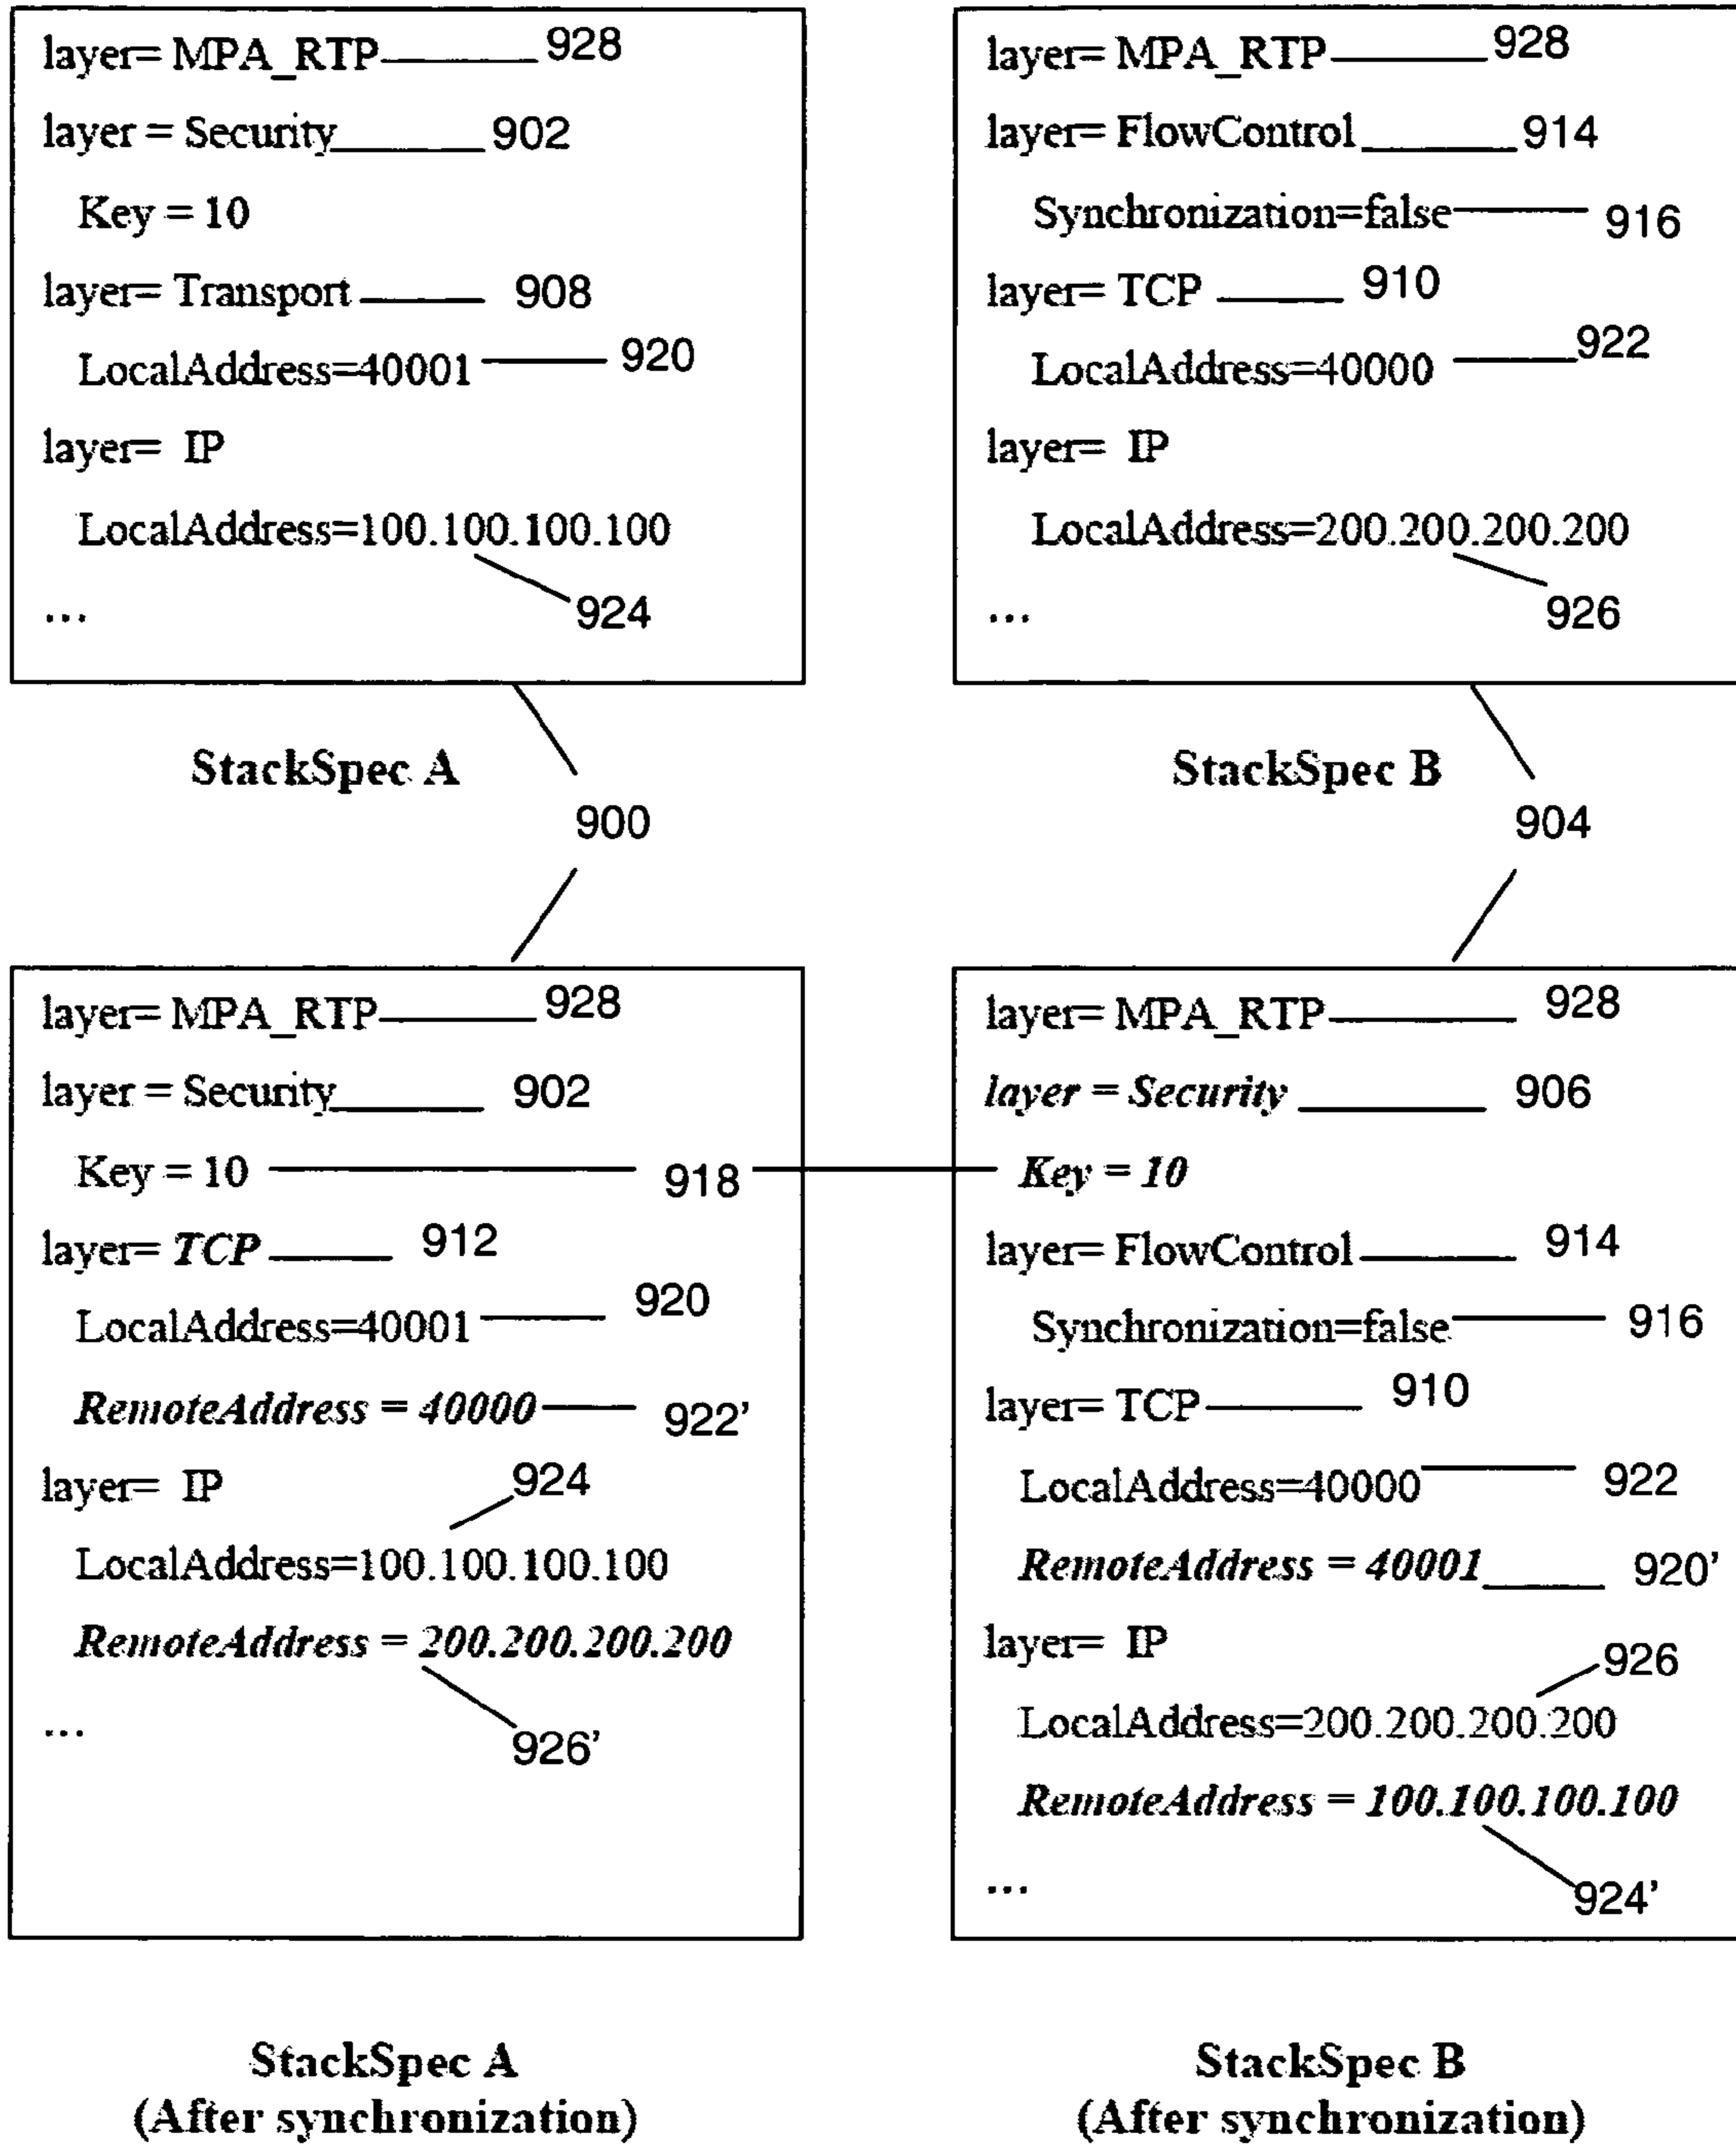 layer= MPA_RTP 928
layer = Security 902
Key = 10
layer= Transport 908
LocalAddress=40001 920
layer= IP
LocalAddress=100.100.100.100
924
...
StackSpec A
900
layer= MPA_RTP 928
layer= FlowControl 914
Synchronization=false 916
layer= TCP 910
LocalAddress=40000 922
layer= IP
LocalAddress=200.200.200.200
926
...
StackSpec B
904
layer= MPA_RTP 928
layer = Security 902
Key = 10 918
layer= TCP 912
LocalAddress=40001 920
RemoteAddress = 40000 922'
layer= IP 924
LocalAddress=100.100.100.100
RemoteAddress = 200.200.200.200
...
926'
StackSpec A
(After synchronization)
layer= MPA_RTP 928
layer = Security 906
Key = 10
layer= FlowControl 914
Synchronization=false 916
layer= TCP 910
LocalAddress=40000 922
RemoteAddress = 40001 920'
layer= IP 926
LocalAddress=200.200.200.200
RemoteAddress = 100.100.100.100
...
924'
StackSpec B
(After synchronization)